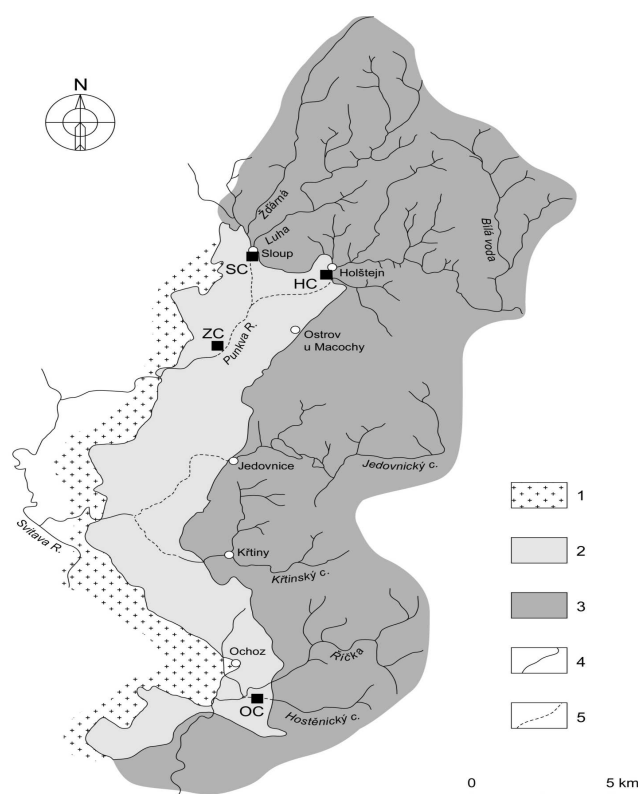 N
Žďárná
Luha
Bílá voda
Sloup
SC
HC
Holštejn
ZC
Punkva R.
Ostrov
u Macochy
Jedovnice
Jedovnický c.
Svitava R.
Křtiny
Křtinský c.
Ochoz
Říčka
OC
Hostěnický c.
1
2
3
4
5
0
5 km